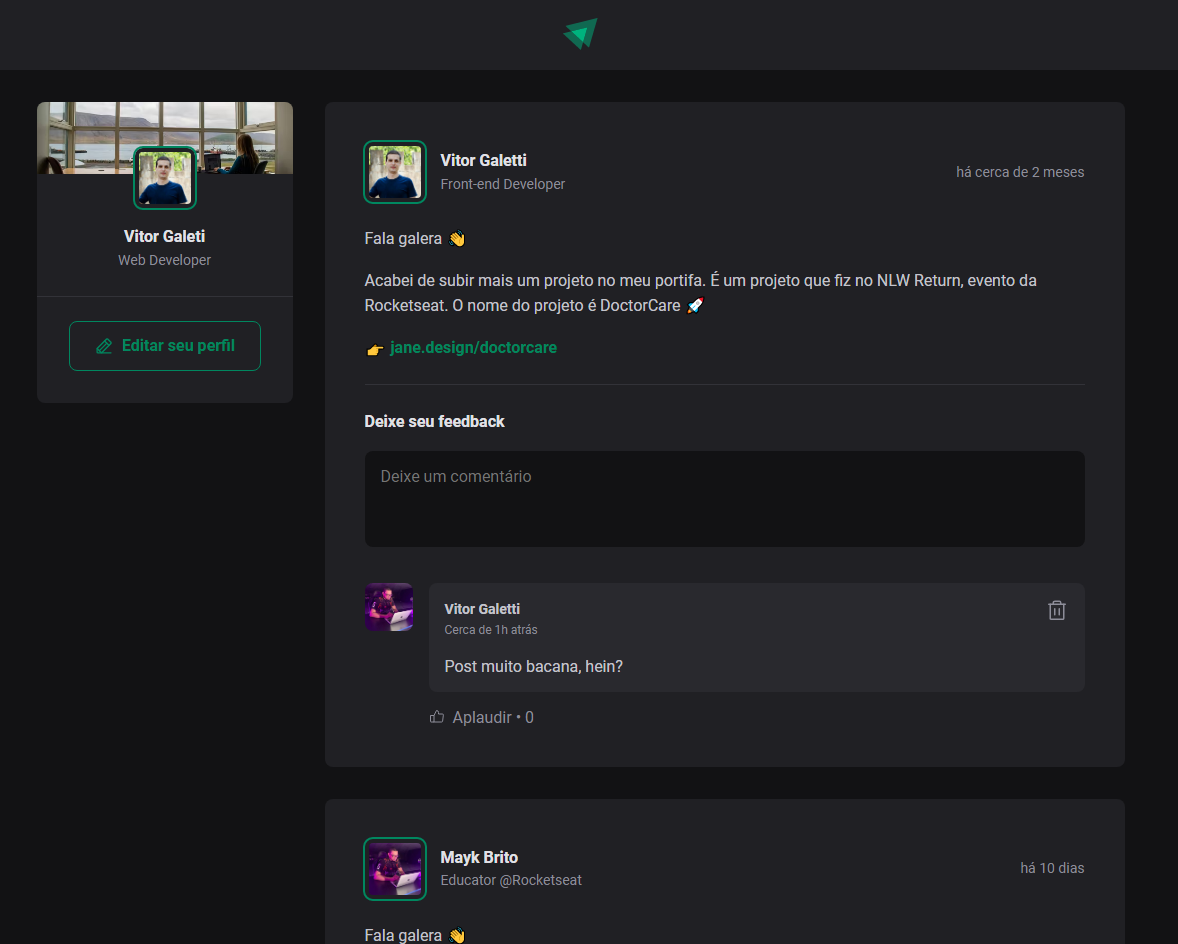 Vitor Galeti
Web Developer
Editar seu perfil
Vitor Galetti
Front-end Developer
há cerca de 2 meses
Fala galera 👋
Acabei de subir mais um projeto no meu portifa. É um projeto que fiz no NLW Return, evento da
Rocketseat. O nome do projeto é DoctorCare 🚀
👉 jane.design/doctorcare
Deixe seu feedback
Deixe um comentário
Vitor Galetti
Cerca de 1h atrás
Post muito bacana, hein?
Aplaudir • 0
Mayk Brito
Educator @Rocketseat
há 10 dias
Fala galera 👋